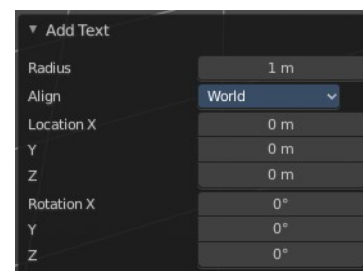 Add Text
Radius 1 m
Align World
Location X 0 m
Y 0 m
Z 0 m
Rotation X 0°
Y 0°
Z 0°